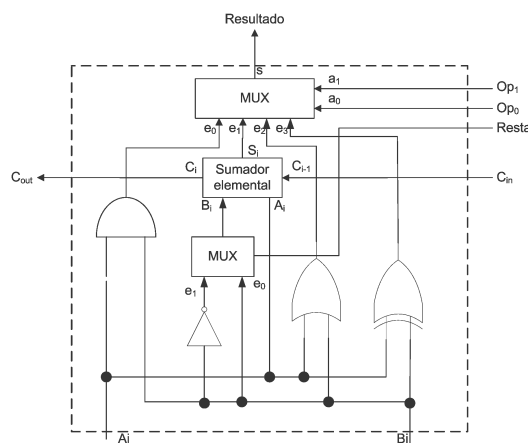 Resultado
s
a1
Op1
MUX
a0
Op0
e0 e1 e2 e3
Resta
Si
Ci
Sumador
elemental
Ci-1
Cout
Cin
Bi
Ai
MUX
e1
e0
Ai
Bi